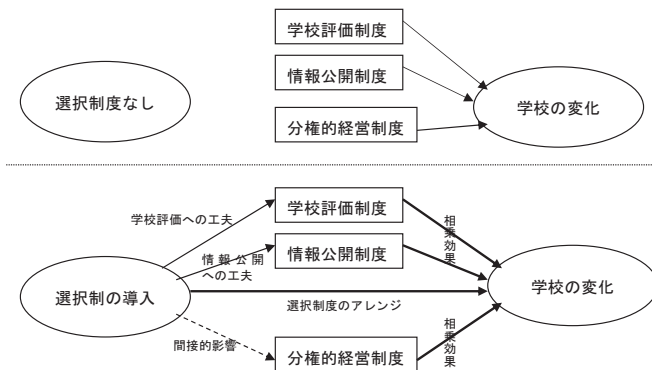 学校評価制度
情報公開制度
選択制度なし
学校の変化
分権的経営制度
学校評価制度
学校評価への工夫
相乗効果
情報公開
への工夫
情報公開制度
選択制の導入
学校の変化
選択制度のアレンジ
間接的影響
相乗効果
分権的経営制度